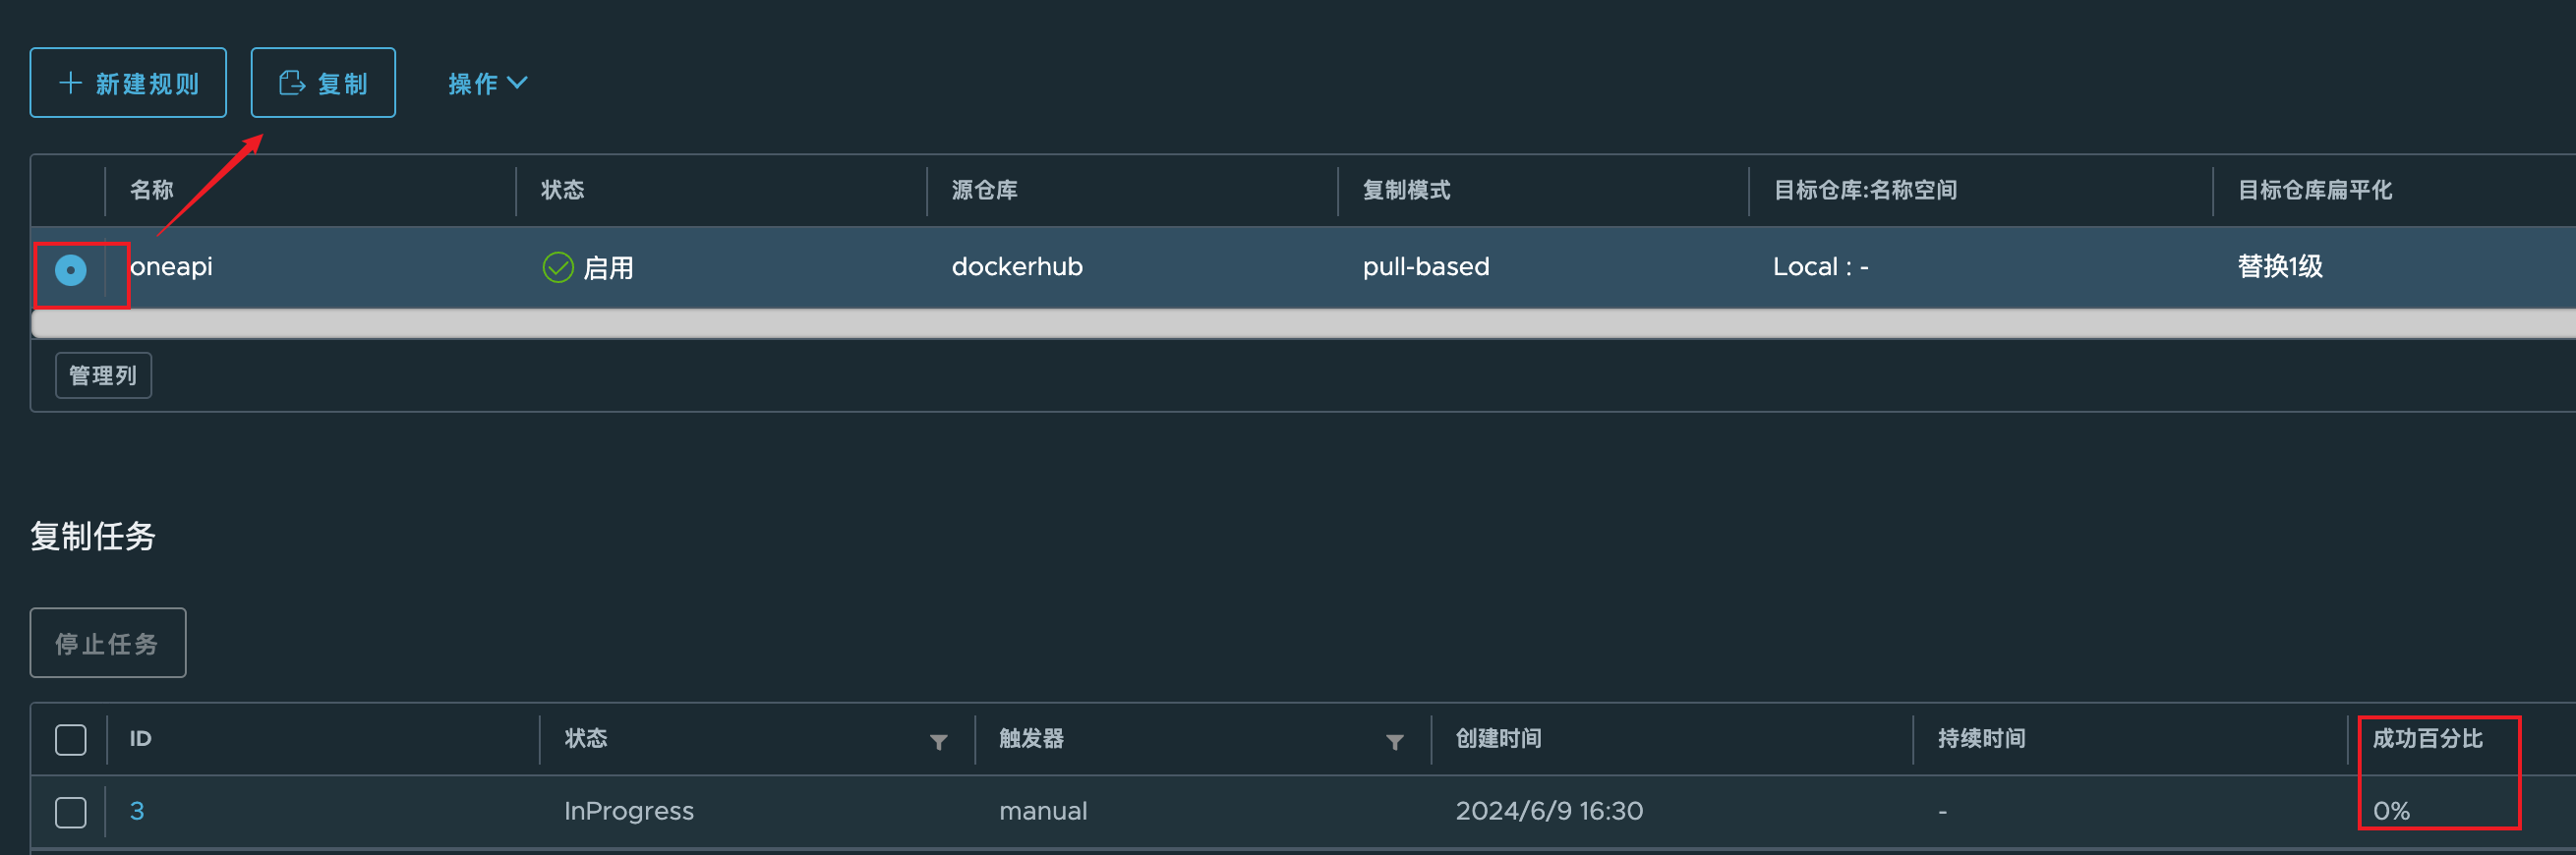 新建规则 复制 操作
名称 状态 源仓库 复制模式 目标仓库:名称空间 目标仓库扁平化
oneapi 启用 dockerhub pull-based Local : - 替换1级
管理列
复制任务
停止任务
ID 状态 触发器 创建时间 持续时间 成功百分比
3 InProgress manual 2024/6/9 16:30 - 0%